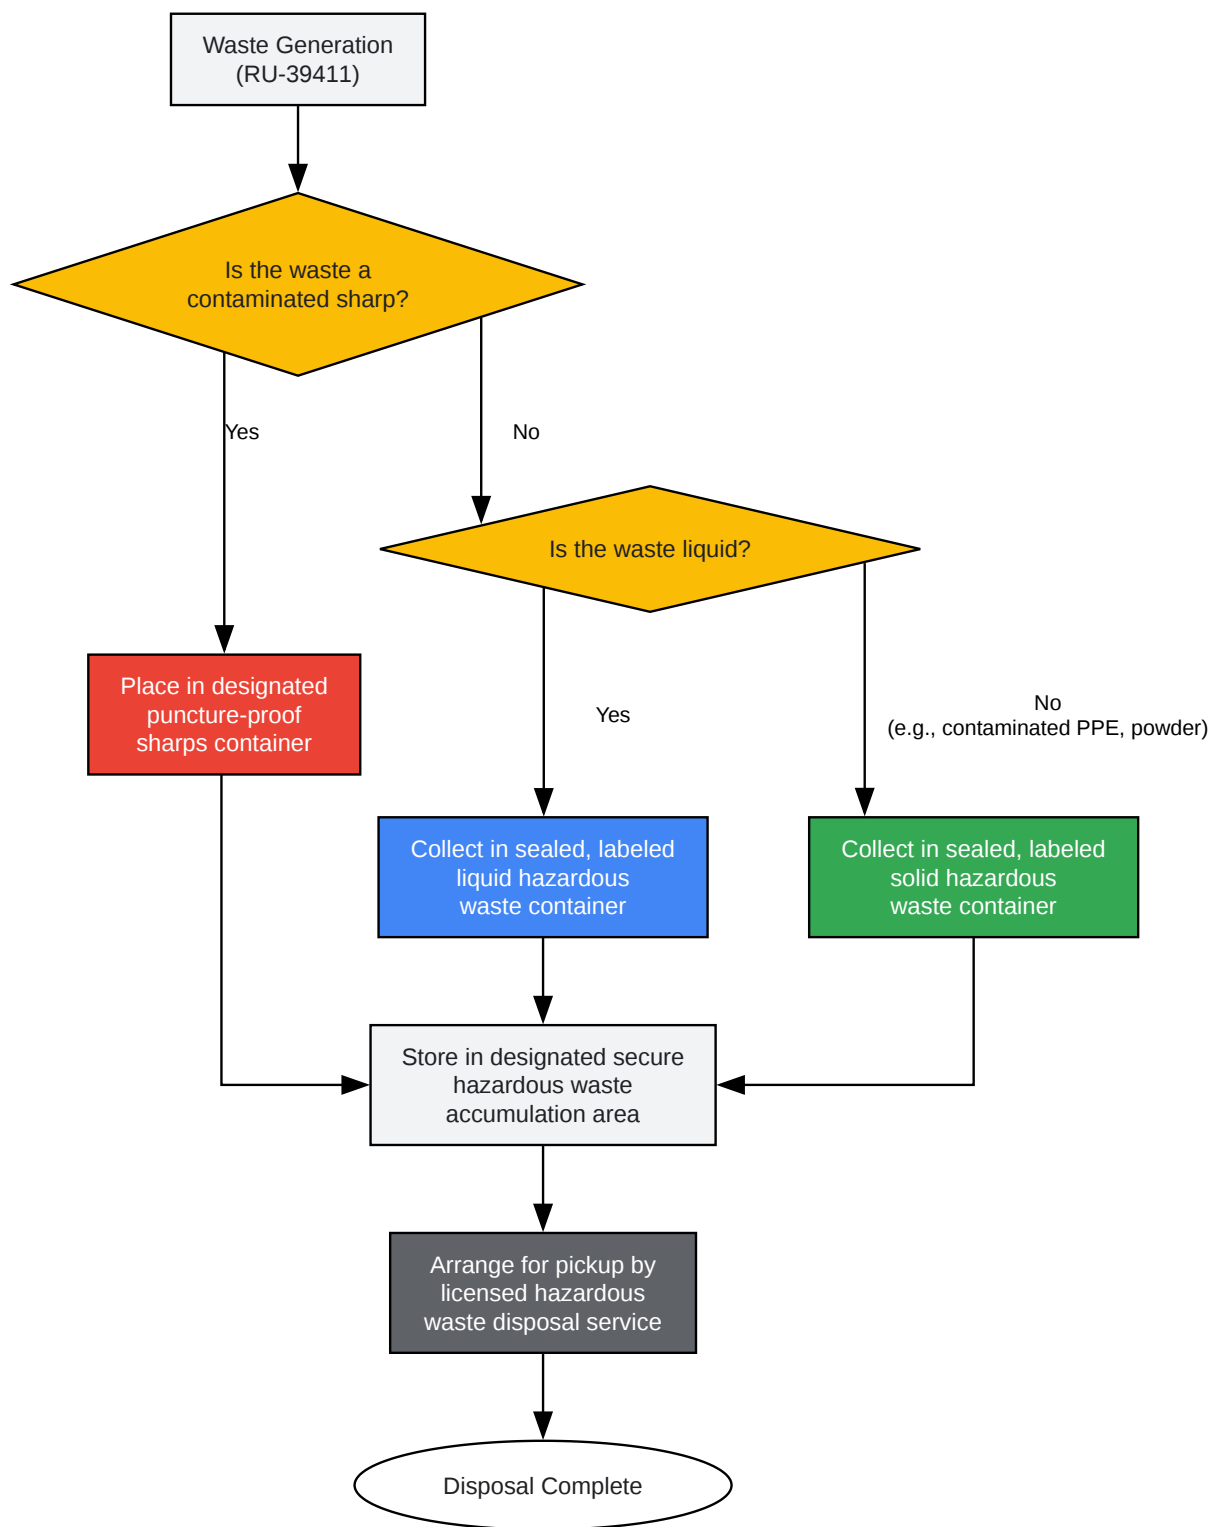 Waste Generation
(RU-39411)
Is the waste a
contaminated sharp?
Yes
No
Is the waste liquid?
Place in designated
puncture-proof
sharps container
Yes
No
(e.g., contaminated PPE, powder)
Collect in sealed, labeled
liquid hazardous
waste container
Collect in sealed, labeled
solid hazardous
waste container
Store in designated secure
hazardous waste
accumulation area
Arrange for pickup by
licensed hazardous
waste disposal service
Disposal Complete